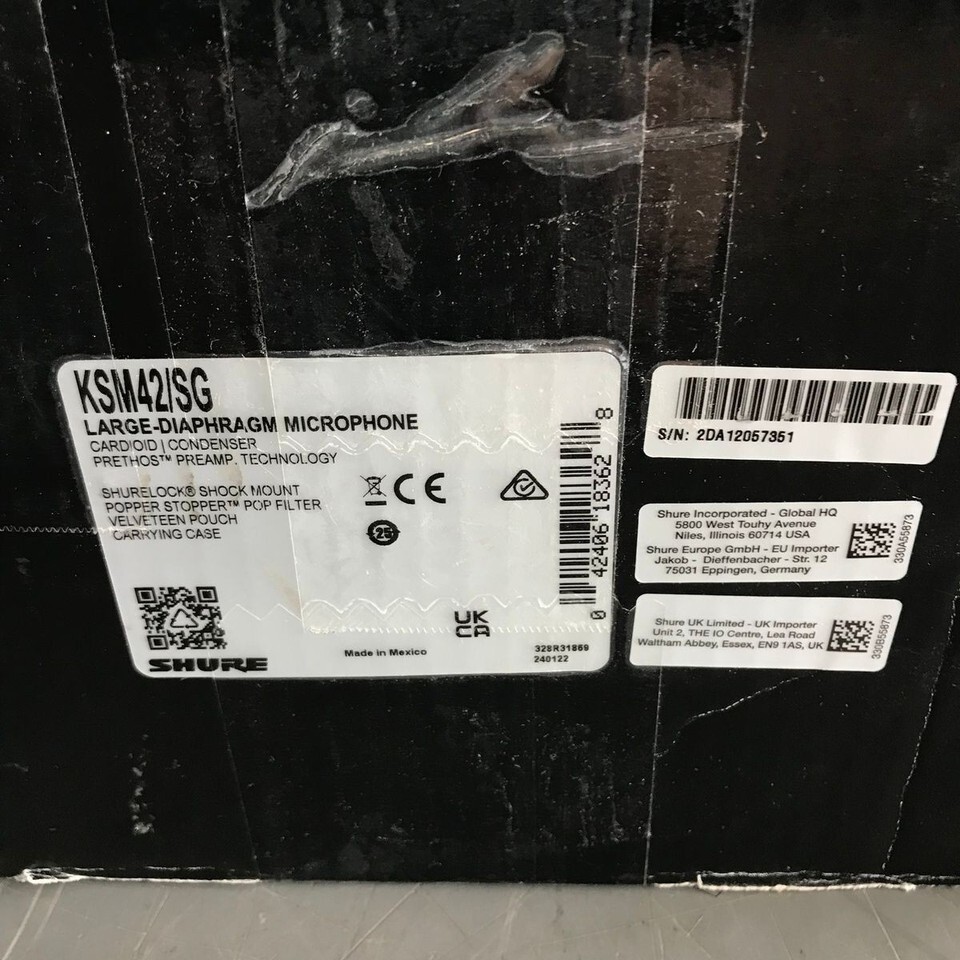 KSM42/SG
LARGE-DIAPHRAGM MICROPHONE
CARDIOID | CONDENSER
PRETHOS™ PREAMP TECHNOLOGY
SHURELOCK® SHOCK MOUNT
POPPER STOPPER™ POP FILTER
VELVETEEN POUCH
CARRYING CASE
CE
25
0 42406 18362 8
UK
CA
SHURE
Made in Mexico
328R31869
240122
S/N: 2DA12057351
Shure Incorporated - Global HQ
5800 West Touhy Avenue
Niles, Illinois 60714 USA
Shure Europe GmbH - EU Importer
Jakob - Dieffenbacher - Str. 12
75031 Eppingen, Germany
330A55873
Shure UK Limited - UK Importer
Unit 2, THE IO Centre, Lea Road
Waltham Abbey, Essex, EN9 1AS, UK
330B55873